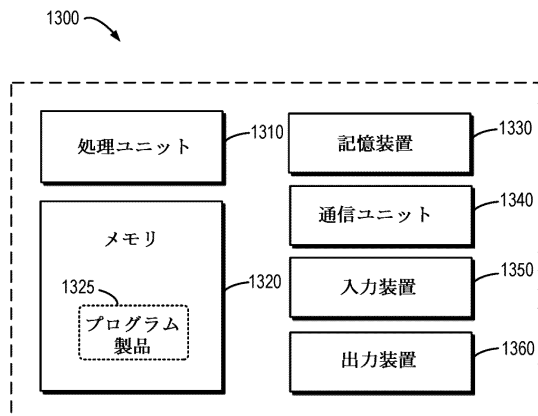 1300
処理ユニット
1310
メモリ
1325
プログラム
製品
1320
記憶装置
1330
通信ユニット
1340
入力装置
1350
出力装置
1360